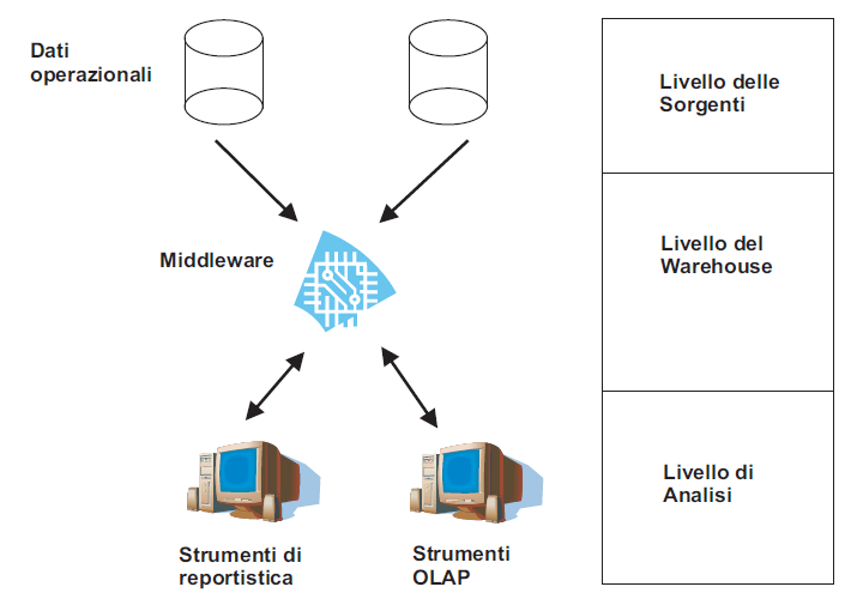 Dati
operazionali
Livello delle
Sorgenti
Middleware
Livello del
Warehouse
Livello di
Analisi
Strumenti di
reportistica
Strumenti
OLAP